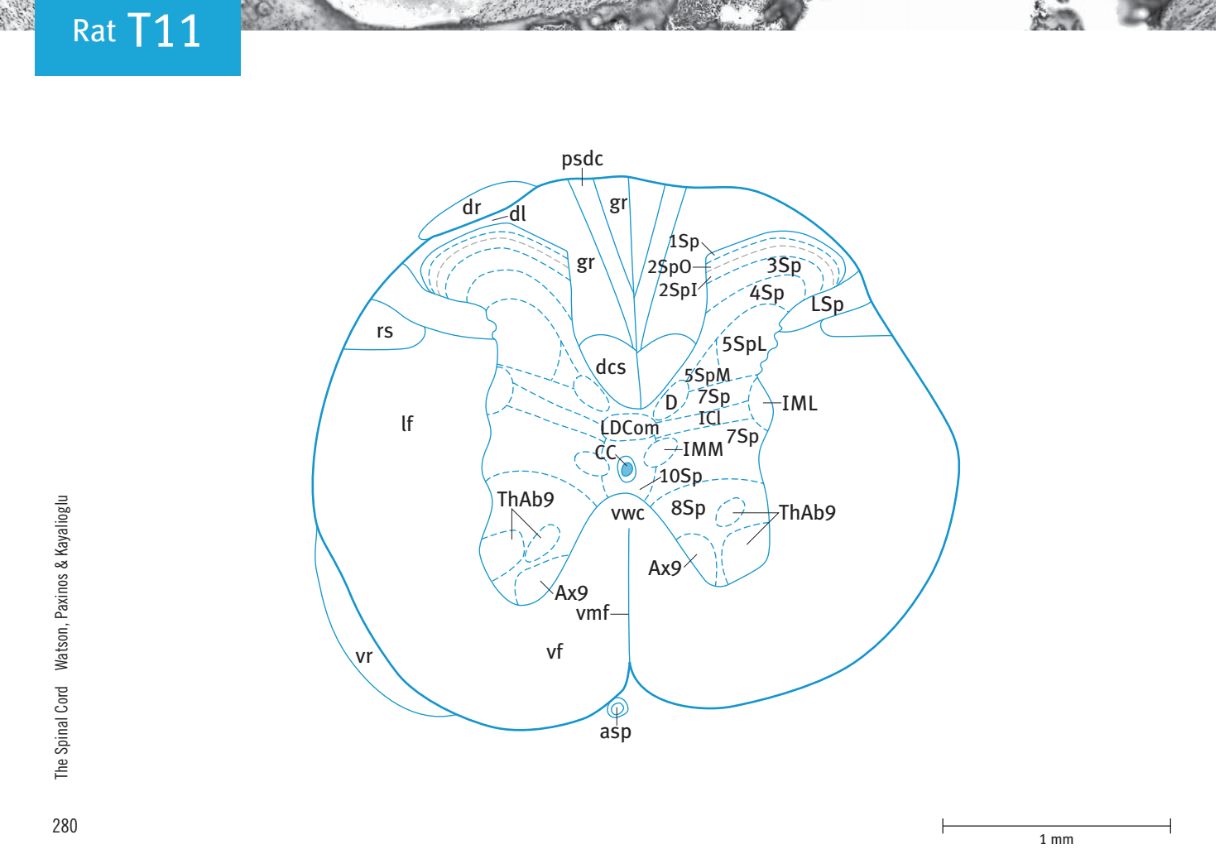 Rat T11
psdc
dr
dl
gr
gr
1Sp
2SpO
2SpI
3Sp
4Sp
LSp
rs
5SpL
dcs
5SpM
D
7Sp
IML
ICl
lf
LDCom
7Sp
CC
IMM
10Sp
ThAb9
vwc
8Sp
ThAb9
Ax9
Ax9
vmf
vf
vr
asp
The Spinal Cord Watson, Paxinos & Kayalioglu
280
1 mm